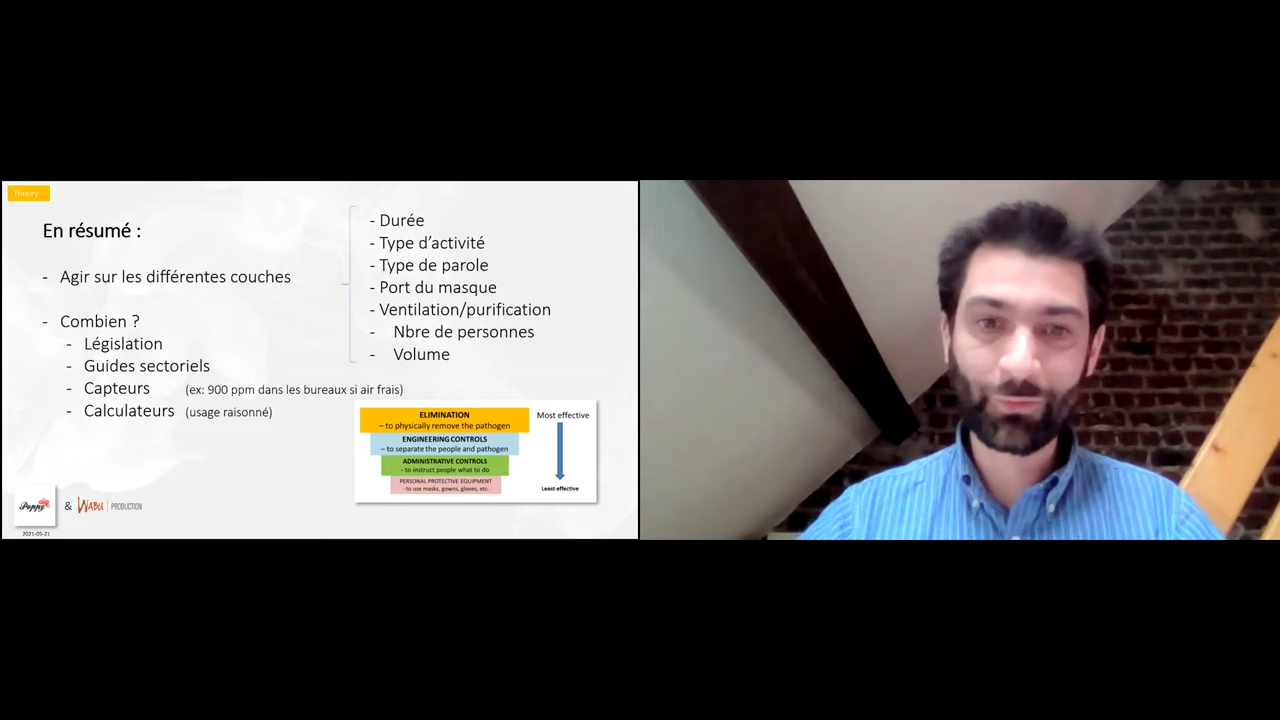 Theory
En résumé :
- Agir sur les différentes couches
- Combien ?
- Législation
- Guides sectoriels
- Capteurs (ex: 900 ppm dans les bureaux si air frais)
- Calculateurs (usage raisonné)
- Durée
- Type d’activité
- Type de parole
- Port du masque
- Ventilation/purification
- Nbre de personnes
- Volume
ELIMINATION
– to physically remove the pathogen
ENGINEERING CONTROLS
– to separate the people and pathogen
ADMINISTRATIVE CONTROLS
- to instruct people what to do
PERSONAL PROTECTIVE EQUIPMENT
- to use masks, gowns, gloves, etc.
Most effective
Least effective
Poppy & WABU | PRODUCTION
2021-05-21